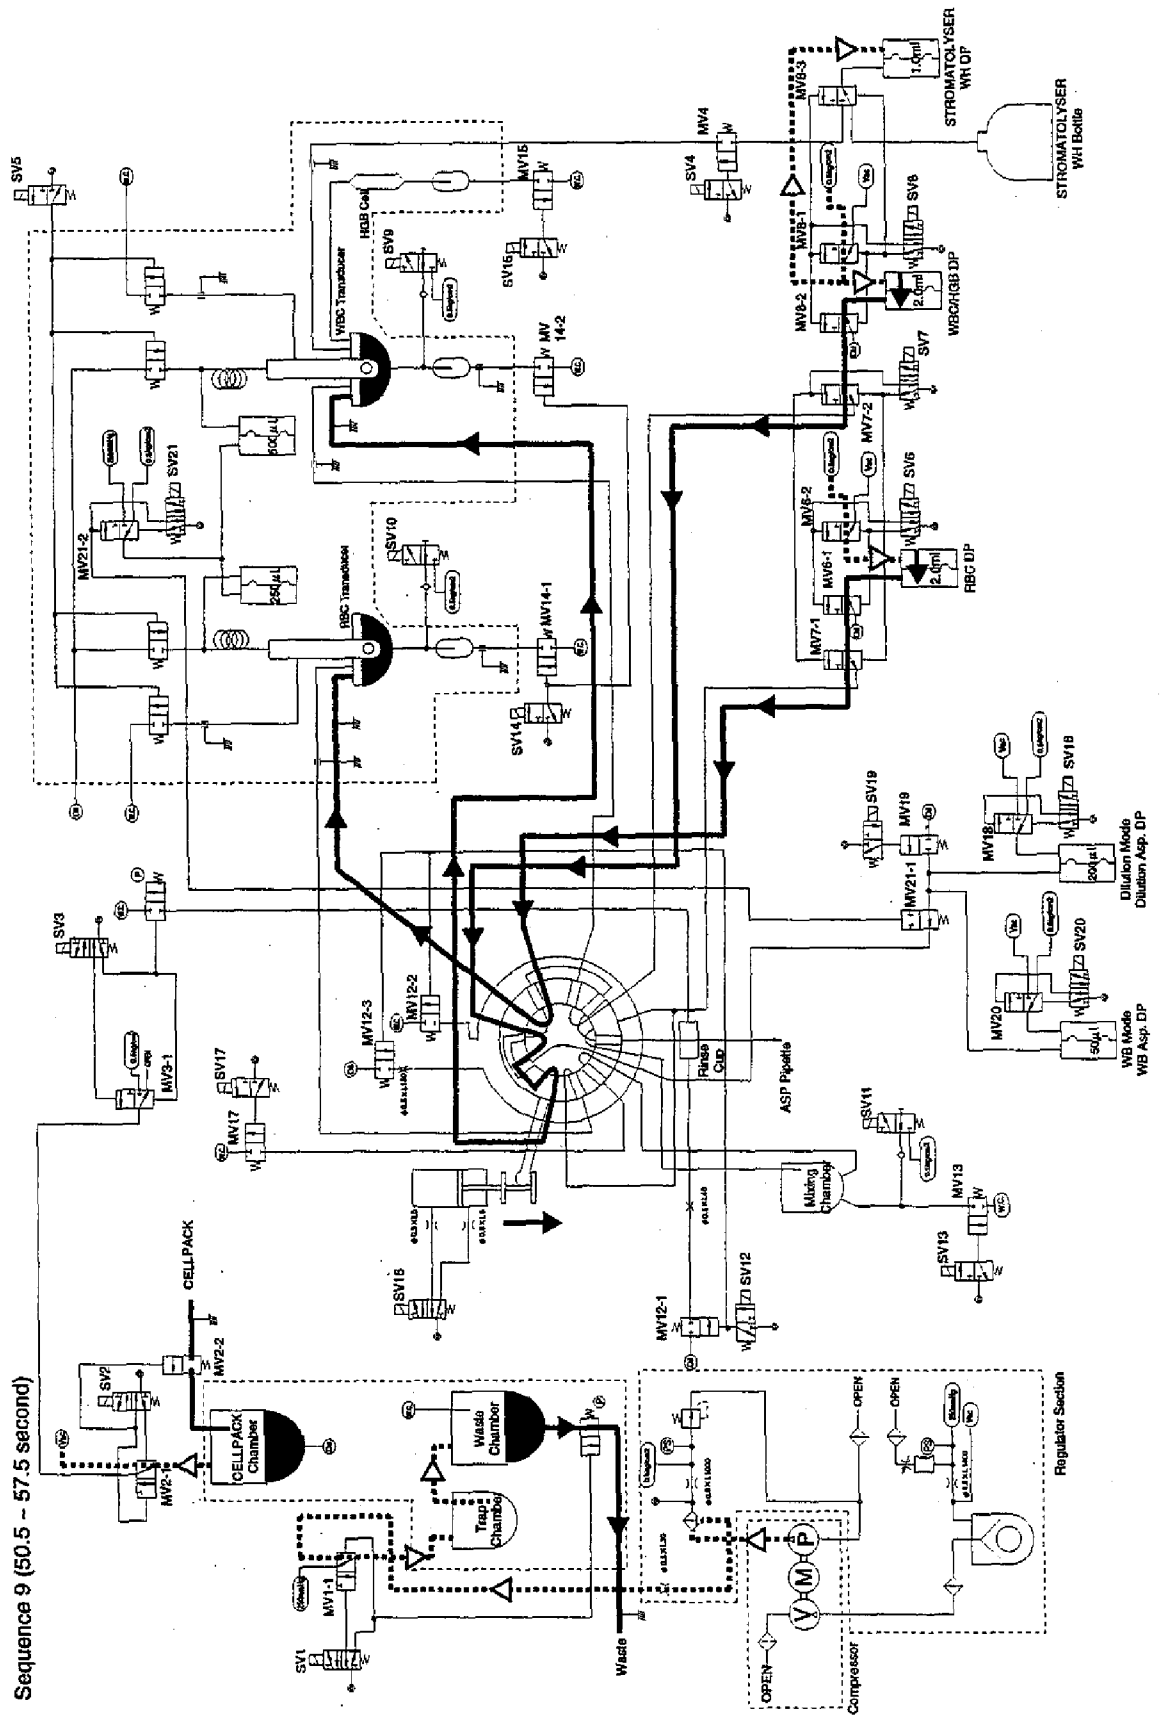 Sequence 9 (50.5 ~ 57.5 second)
SV5
MV21-2
SV21
500µL
250µL
WBC Transducer
RBC Transducer
HGB Cell
SV9
SV10
MV15
SV15
MV
14-2
MV14-1
SV14
MV4
SV4
MV8-3
1.0ml
STROMATOLYSER
WH DP
STROMATOLYSER
WH Bottle
MV8-1
SV8
MV8-2
2.0ml
WBC/HGB DP
SV7
MV7-2
MV6-2
SV6
MV6-1
MV7-1
2.0ml
RBC DP
SV3
MV3-1
OPEN
P
W.C.
MV12-3
MV12-2
SV17
MV17
Rinse
Cup
ASP Pipette
SV19
MV19
MV21-1
MV18
SV18
Vac
200µl
Dilution Mode
Dilution Asp. DP
MV20
SV20
Vac
50µl
WB Mode
WB Asp. DP
SV11
Mixing
Chamber
MV13
W.C.
SV13
SV16
MV12-1
SV12
CELLPACK
MV2-2
SV2
MV2-1
CELLPACK
Chamber
Waste
Chamber
Trap
Chamber
MV1-1
SV1
Waste
PS
OPEN
OPEN
PS
Vac
V
M
P
OPEN
Compressor
Regulator Section